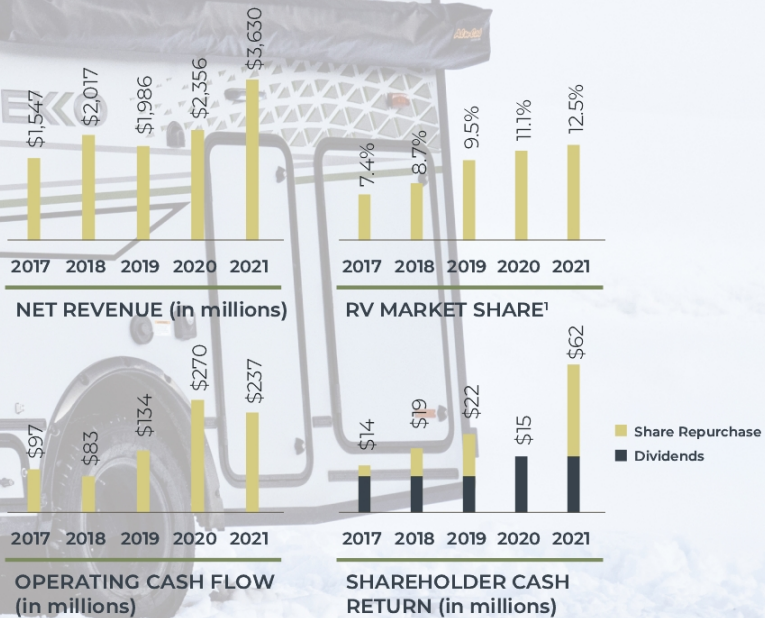 $1,547
$2,017
$1,986
$2,356
$3,630
2017 2018 2019 2020 2021
NET REVENUE (in millions)
7.4%
8.7%
9.5%
11.1%
12.5%
2017 2018 2019 2020 2021
RV MARKET SHARE¹
$97
$83
$134
$270
$237
2017 2018 2019 2020 2021
OPERATING CASH FLOW
(in millions)
$14
$19
$22
$15
$62
2017 2018 2019 2020 2021
SHAREHOLDER CASH
RETURN (in millions)
Share Repurchase
Dividends
EKKO